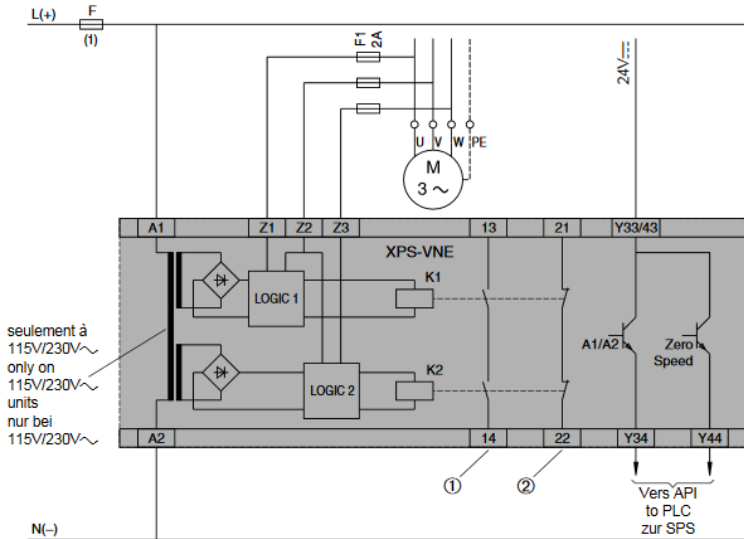 L(+)
F
(1)
F1
2A
24V
U V W PE
M
3 ~
A1 Z1 Z2 Z3 13 21 Y33/43
XPS-VNE
K1
LOGIC 1
A1/A2
Zero
Speed
K2
LOGIC 2
seulement à
115V/230V~
only on
115V/230V~
units
nur bei
115V/230V~
A2 14 22 Y34 Y44
① ②
Vers API
to PLC
zur SPS
N(–)